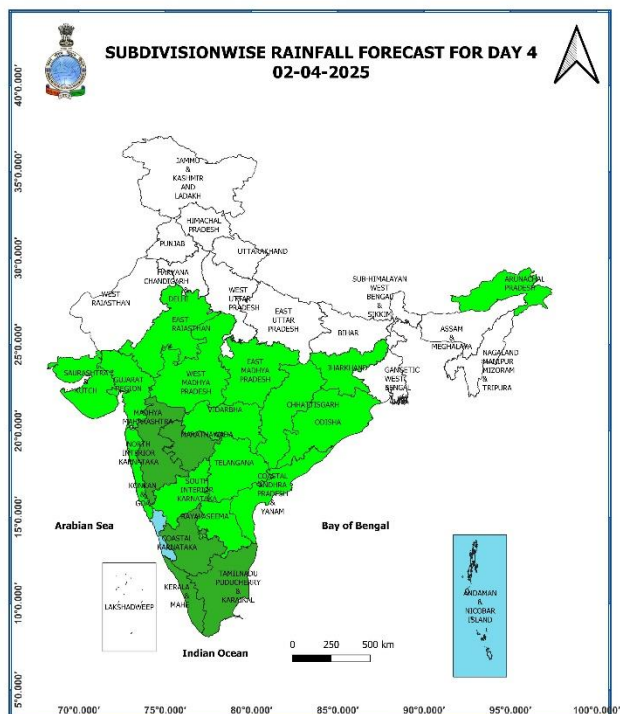 SUBDIVISIONWISE RAINFALL FORECAST FOR DAY 4
02-04-2025
40°0.000'
35°0.000'
30°0.000'
25°0.000'
20°0.000'
15°0.000'
10°0.000'
5°0.000'
JAMMU
&
KASHMIR
AND
LADAKH
HIMACHAL
PRADESH
PUNJAB
UTTARAKHAND
HARYANA
CHANDIGARH
&
DELHI
WEST
RAJASTHAN
WEST
UTTAR
PRADESH
EAST
UTTAR
PRADESH
SUB-HIMALAYAN
WEST
BENGAL
&
SIKKIM
ARUNACHAL
PRADESH
EAST
RAJASTHAN
BIHAR
ASSAM
&
MEGHALAYA
NAGALAND
MANIPUR
MIZORAM
&
TRIPURA
SAURASHTRA
&
KUTCH
GUJARAT
REGION
WEST
MADHYA
PRADESH
EAST
MADHYA
PRADESH
JHARKHAND
GANGETIC
WEST
BENGAL
MADHYA
MAHARASHTRA
VIDARBHA
CHHATTISGARH
ODISHA
MARATHAWADA
NORTH
INTERIOR
KARNATAKA
TELANGANA
KONKAN
&
GOA
SOUTH
INTERIOR
KARNATAKA
COASTAL
ANDHRA
PRADESH
&
YANAM
RAYALASEEMA
COASTAL
KARNATAKA
Arabian Sea
Bay of Bengal
LAKSHADWEEP
KERALA
&
MAHE
TAMILNADU
PUDUCHERRY
&
KARAIKAL
ANDAMAN
&
NICOBAR
ISLAND
0 250 500 km
Indian Ocean
70°0.000' 75°0.000' 80°0.000' 85°0.000' 90°0.000' 95°0.000' 100°0.000'